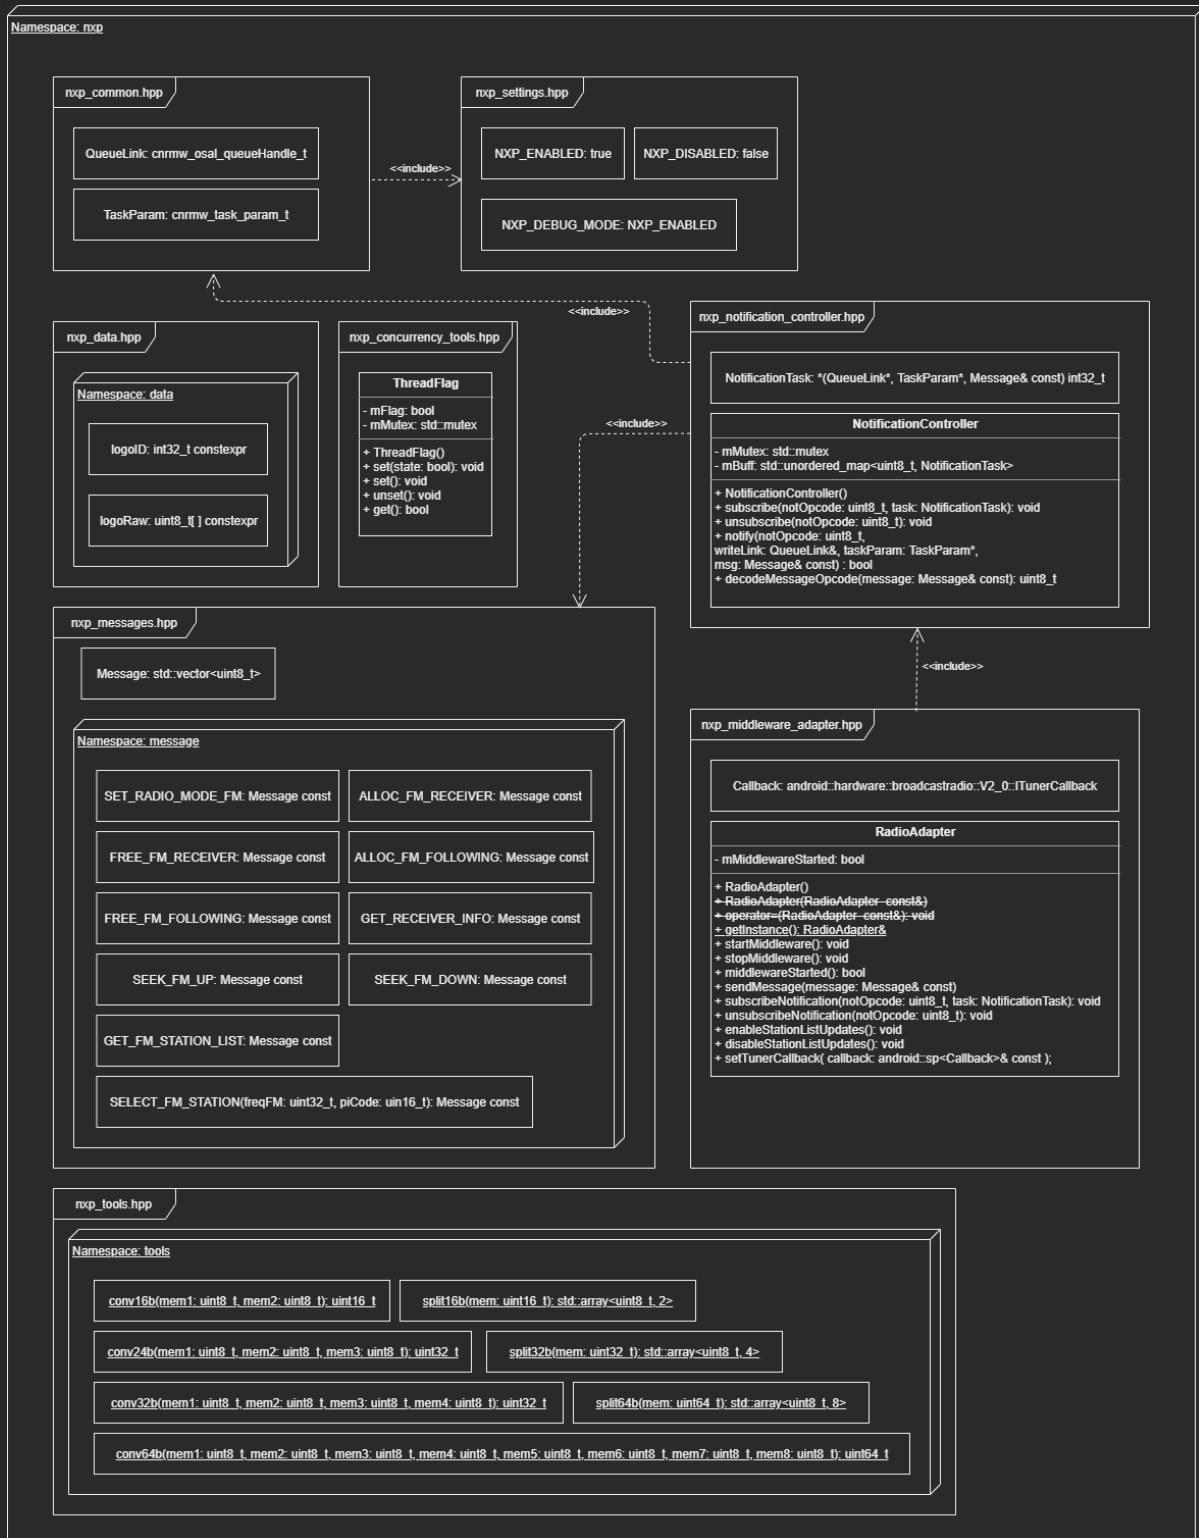 Namespace: nxp
nxp_common.hpp
QueueLink: cnrmw_osal_queueHandle_t
TaskParam: cnrmw_task_param_t
<<include>>
nxp_settings.hpp
NXP_ENABLED: true
NXP_DISABLED: false
NXP_DEBUG_MODE: NXP_ENABLED
<<include>>
nxp_data.hpp
Namespace: data
logoID: int32_t constexpr
logoRaw: uint8_t[ ] constexpr
nxp_concurrency_tools.hpp
ThreadFlag
- mFlag: bool
- mMutex: std::mutex
+ ThreadFlag()
+ set(state: bool): void
+ set(): void
+ unset(): void
+ get(): bool
<<include>>
nxp_notification_controller.hpp
NotificationTask: *(QueueLink*, TaskParam*, Message& const) int32_t
NotificationController
- mMutex: std::mutex
- mBuff: std::unordered_map<uint8_t, NotificationTask>
+ NotificationController()
+ subscribe(notOpcode: uint8_t, task: NotificationTask): void
+ unsubscribe(notOpcode: uint8_t): void
+ notify(notOpcode: uint8_t,
writeLink: QueueLink&, taskParam: TaskParam*,
msg: Message& const) : bool
+ decodeMessageOpcode(message: Message& const): uint8_t
<<include>>
nxp_messages.hpp
Message: std::vector<uint8_t>
Namespace: message
SET_RADIO_MODE_FM: Message const
ALLOC_FM_RECEIVER: Message const
FREE_FM_RECEIVER: Message const
ALLOC_FM_FOLLOWING: Message const
FREE_FM_FOLLOWING: Message const
GET_RECEIVER_INFO: Message const
SEEK_FM_UP: Message const
SEEK_FM_DOWN: Message const
GET_FM_STATION_LIST: Message const
SELECT_FM_STATION(freqFM: uint32_t, piCode: uin16_t): Message const
nxp_middleware_adapter.hpp
Callback: android::hardware::broadcastradio::V2_0::ITunerCallback
RadioAdapter
- mMiddlewareStarted: bool
+ RadioAdapter()
+ RadioAdapter(RadioAdapter const&)
+ operator=(RadioAdapter const&): void
+ getInstance(): RadioAdapter&
+ startMiddleware(): void
+ stopMiddleware(): void
+ middlewareStarted(): bool
+ sendMessage(message: Message& const)
+ subscribeNotification(notOpcode: uint8_t, task: NotificationTask): void
+ unsubscribeNotification(notOpcode: uint8_t): void
+ enableStationListUpdates(): void
+ disableStationListUpdates(): void
+ setTunerCallback( callback: android::sp<Callback>& const );
nxp_tools.hpp
Namespace: tools
conv16b(mem1: uint8_t, mem2: uint8_t): uint16_t
split16b(mem: uint16_t): std::array<uint8_t, 2>
conv24b(mem1: uint8_t, mem2: uint8_t, mem3: uint8_t): uint32_t
split32b(mem: uint32_t): std::array<uint8_t, 4>
conv32b(mem1: uint8_t, mem2: uint8_t, mem3: uint8_t, mem4: uint8_t): uint32_t
split64b(mem: uint64_t): std::array<uint8_t, 8>
conv64b(mem1: uint8_t, mem2: uint8_t, mem3: uint8_t, mem4: uint8_t, mem5: uint8_t, mem6: uint8_t, mem7: uint8_t, mem8: uint8_t): uint64_t